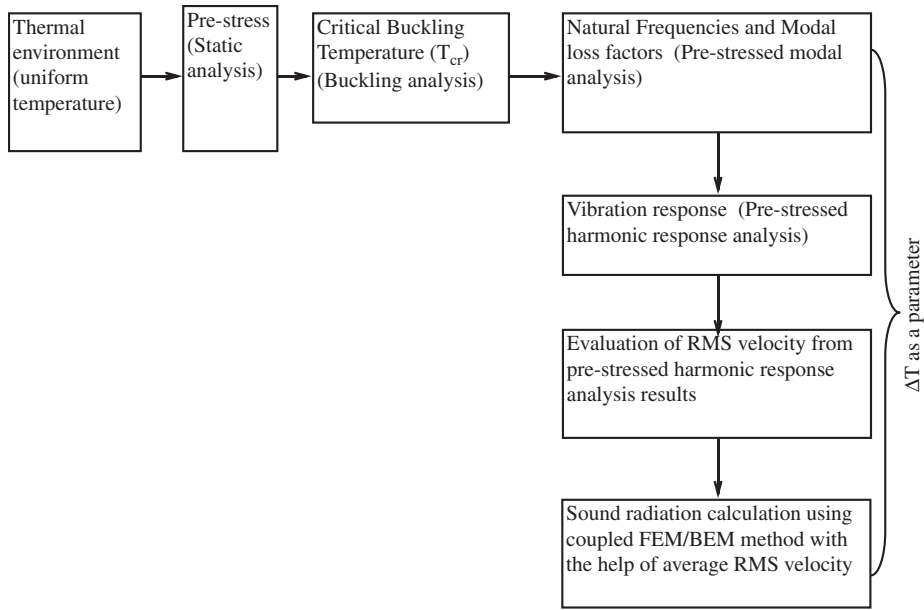 Thermal
environment
(uniform
temperature)
Pre-stress
(Static
analysis)
Critical Buckling
Temperature (Tcr)
(Buckling analysis)
Natural Frequencies and Modal
loss factors (Pre-stressed modal
analysis)
Vibration response (Pre-stressed
harmonic response analysis)
Evaluation of RMS velocity from
pre-stressed harmonic response
analysis results
Sound radiation calculation using
coupled FEM/BEM method with
the help of average RMS velocity
ΔT as a parameter